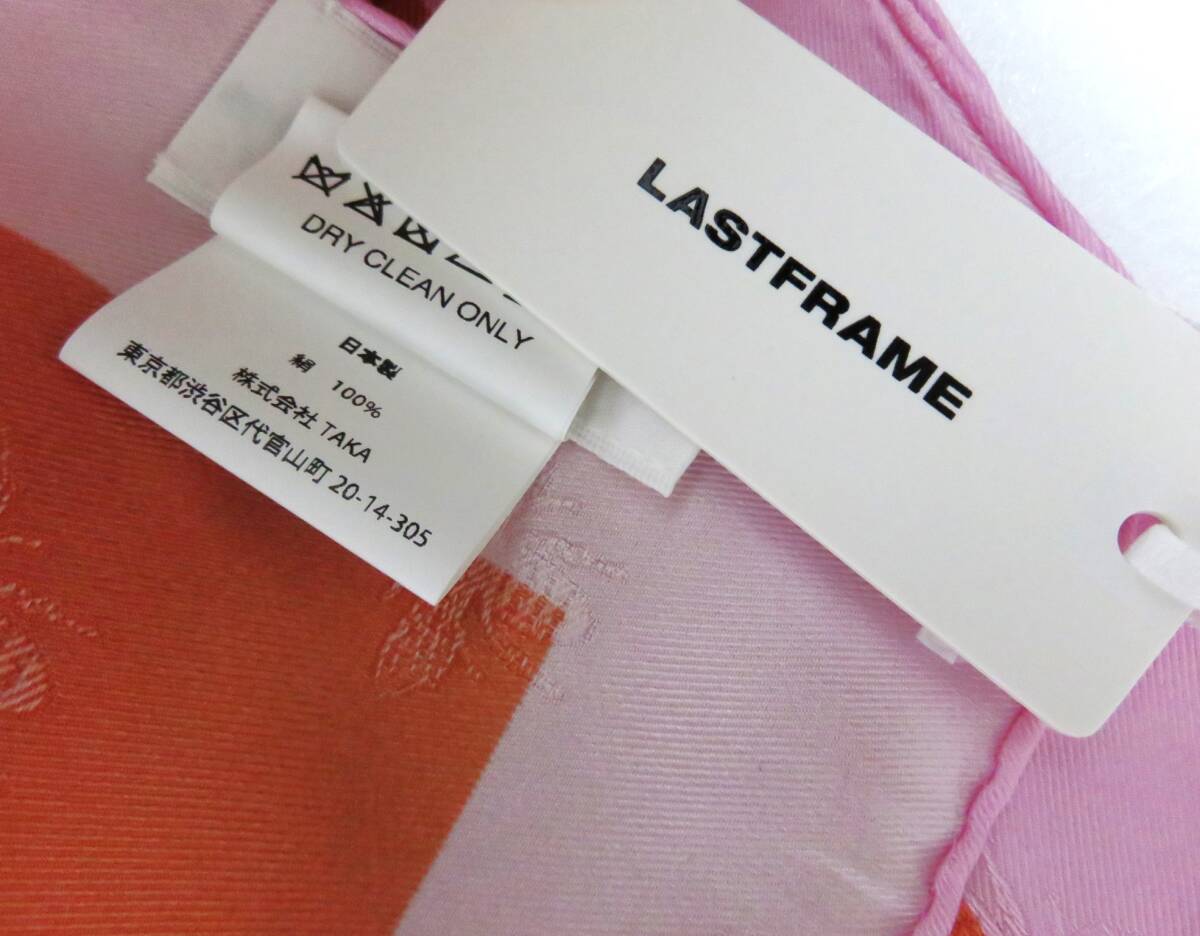 LASTFRAME
DRY CLEAN ONLY
日本製
絹 100%
株式会社 TAKA
東京都渋谷区代官山町 20-14-305